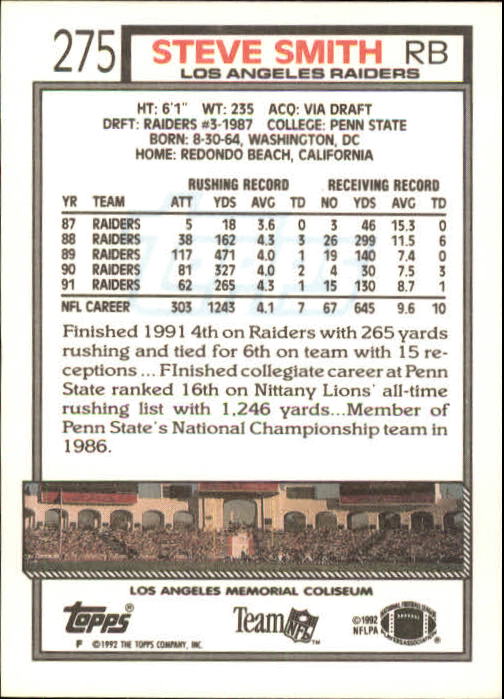 275 STEVE SMITH RB
LOS ANGELES RAIDERS
HT: 6'1" WT: 235 ACQ: VIA DRAFT
DRFT: RAIDERS #3-1987 COLLEGE: PENN STATE
BORN: 8-30-64, WASHINGTON, DC
HOME: REDONDO BEACH, CALIFORNIA
RUSHING RECORD RECEIVING RECORD
YR TEAM ATT YDS AVG TD NO YDS AVG TD
87 RAIDERS 5 18 3.6 0 3 46 15.3 0
88 RAIDERS 38 162 4.3 3 26 299 11.5 6
89 RAIDERS 117 471 4.0 1 19 140 7.4 0
90 RAIDERS 81 327 4.0 2 4 30 7.5 3
91 RAIDERS 62 265 4.3 1 15 130 8.7 1
NFL CAREER 303 1243 4.1 7 67 645 9.6 10
Finished 1991 4th on Raiders with 265 yards
rushing and tied for 6th on team with 15 re-
ceptions ... FInished collegiate career at Penn
State ranked 16th on Nittany Lions' all-time
rushing list with 1,246 yards...Member of
Penn State's National Championship team in
1986.
LOS ANGELES MEMORIAL COLISEUM
Topps® Team NFL™ ©1992
NFLPA
F ©1992 THE TOPPS COMPANY, INC.